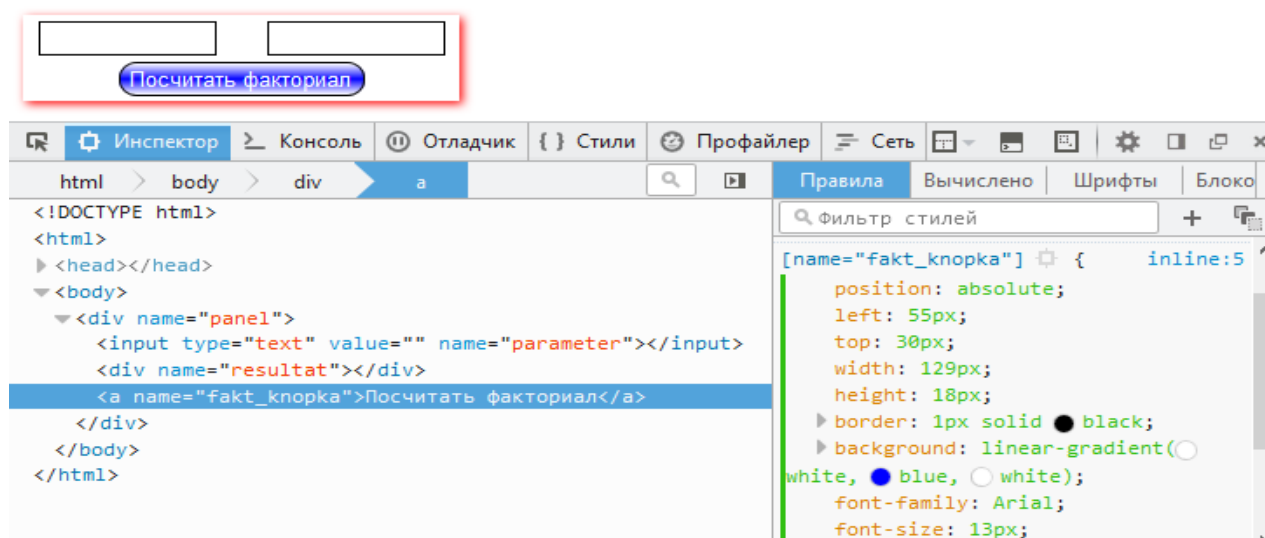 Посчитать факториал
Инспектор Консоль Отладчик { } Стили Профайлер Сеть
html body div a
<!DOCTYPE html>
<html>
<head></head>
<body>
<div name="panel">
<input type="text" value="" name="parameter"></input>
<div name="resultat"></div>
<a name="fakt_knopka">Посчитать факториал</a>
</div>
</body>
</html>
Правила Вычислено Шрифты Блоко
Фильтр стилей +
[name="fakt_knopka"] { inline:5
position: absolute;
left: 55px;
top: 30px;
width: 129px;
height: 18px;
border: 1px solid black;
background: linear-gradient(
white, blue, white);
font-family: Arial;
font-size: 13px;